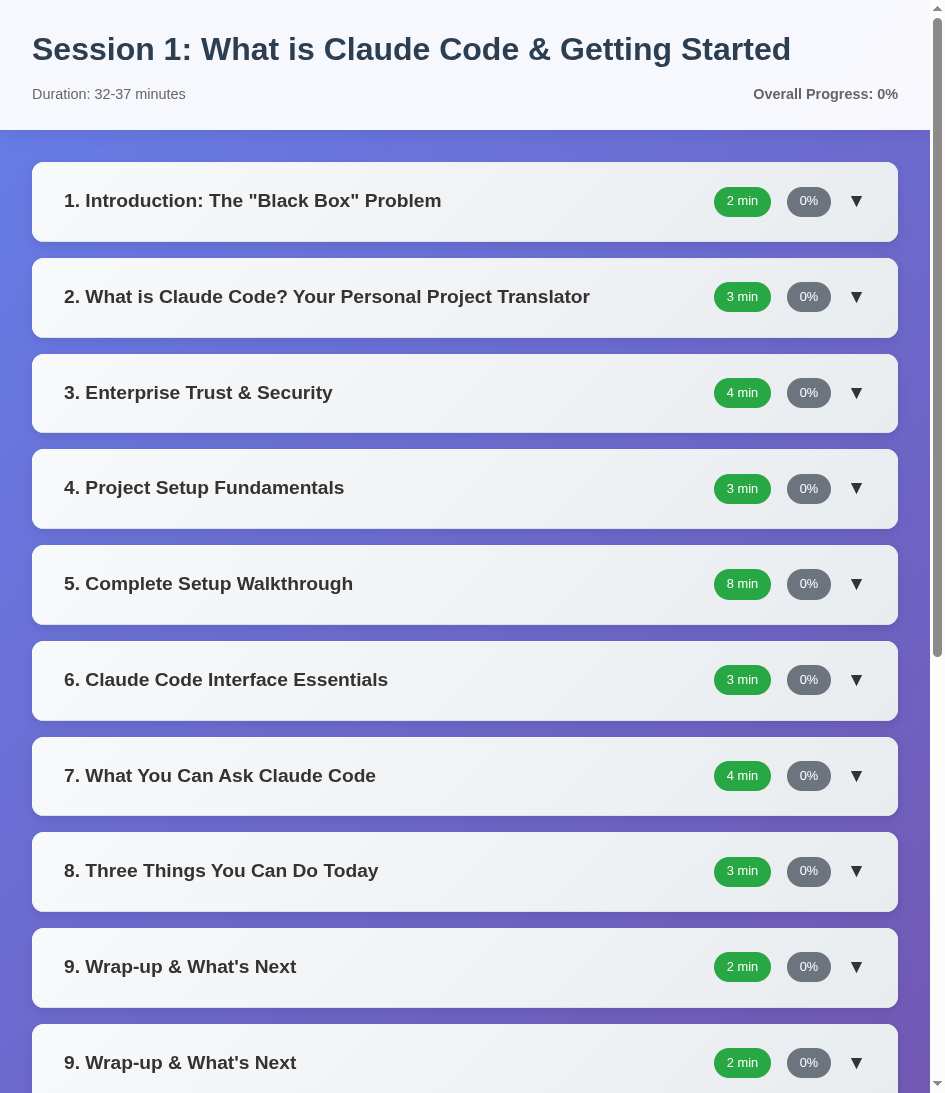 Session 1: What is Claude Code & Getting Started
Duration: 32-37 minutes Overall Progress: 0%
1. Introduction: The "Black Box" Problem 2 min 0% ▼
2. What is Claude Code? Your Personal Project Translator 3 min 0% ▼
3. Enterprise Trust & Security 4 min 0% ▼
4. Project Setup Fundamentals 3 min 0% ▼
5. Complete Setup Walkthrough 8 min 0% ▼
6. Claude Code Interface Essentials 3 min 0% ▼
7. What You Can Ask Claude Code 4 min 0% ▼
8. Three Things You Can Do Today 3 min 0% ▼
9. Wrap-up & What's Next 2 min 0% ▼
9. Wrap-up & What's Next 2 min 0% ▼